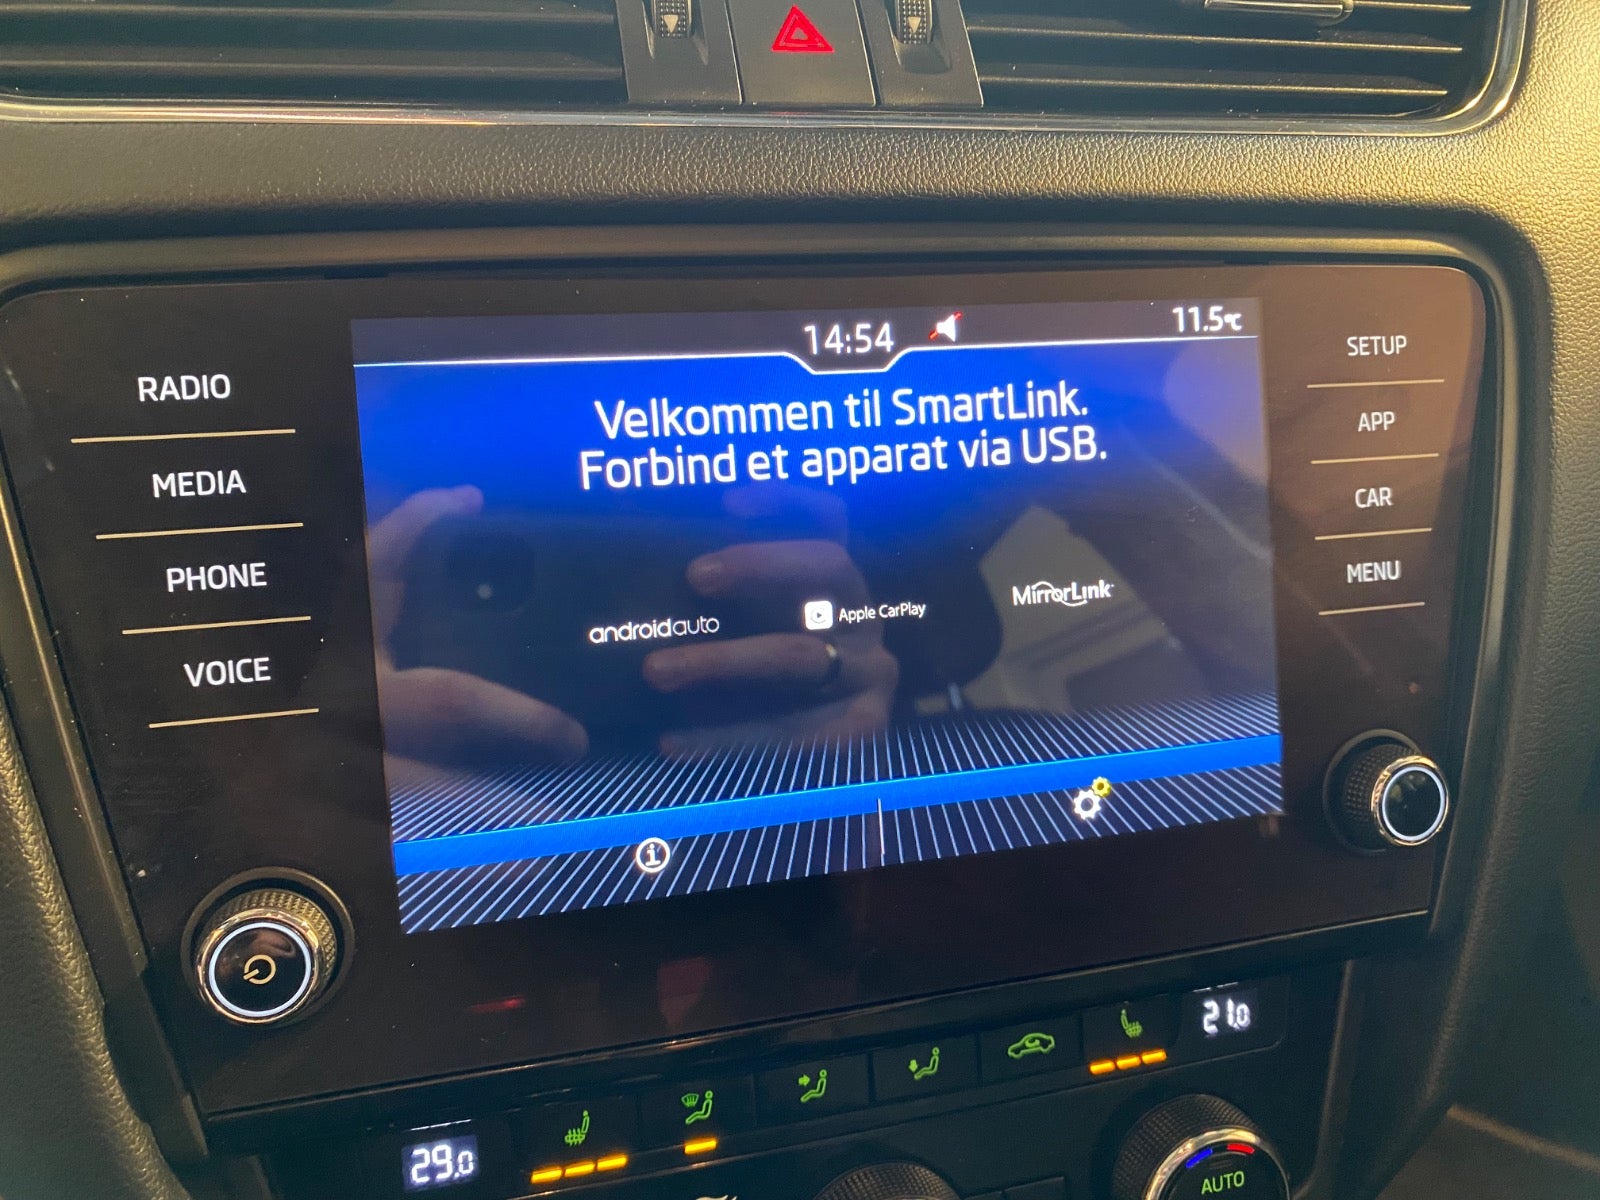 14:54
11.5°C
RADIO
MEDIA
PHONE
VOICE
Velkommen til SmartLink.
Forbind et apparat via USB.
androidauto
Apple CarPlay
MirrorLink
SETUP
APP
CAR
MENU
29.0
21.0
AUTO